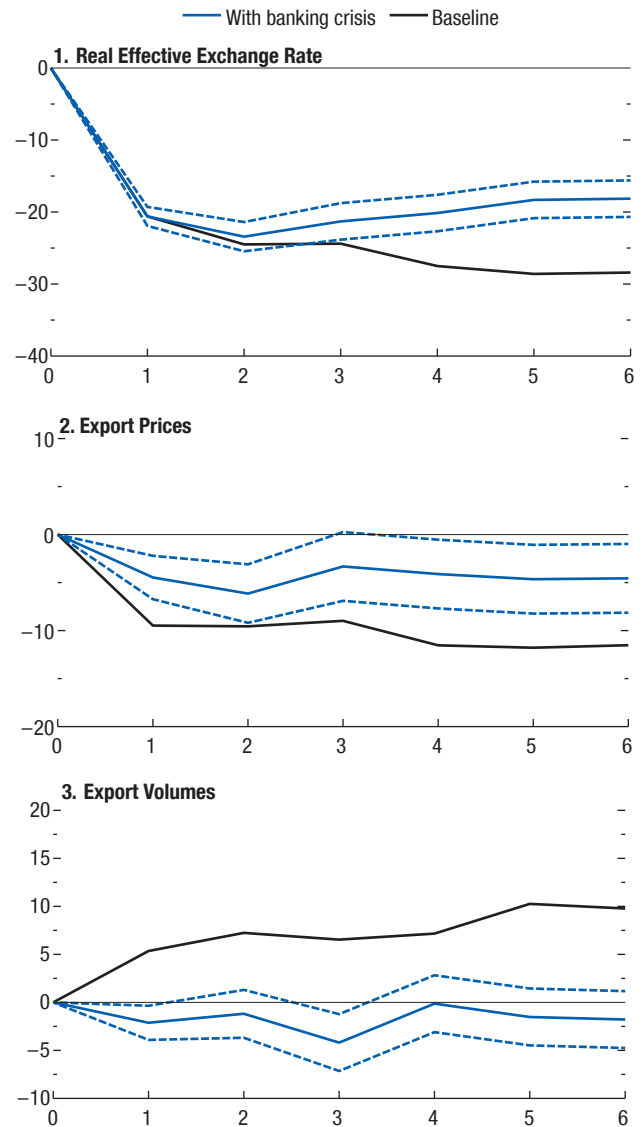 With banking crisis Baseline
1. Real Effective Exchange Rate
0
−10
−20
−30
−40
0 1 2 3 4 5 6
2. Export Prices
10
0
−10
−20
0 1 2 3 4 5 6
3. Export Volumes
20
15
10
5
0
−5
−10
0 1 2 3 4 5 6